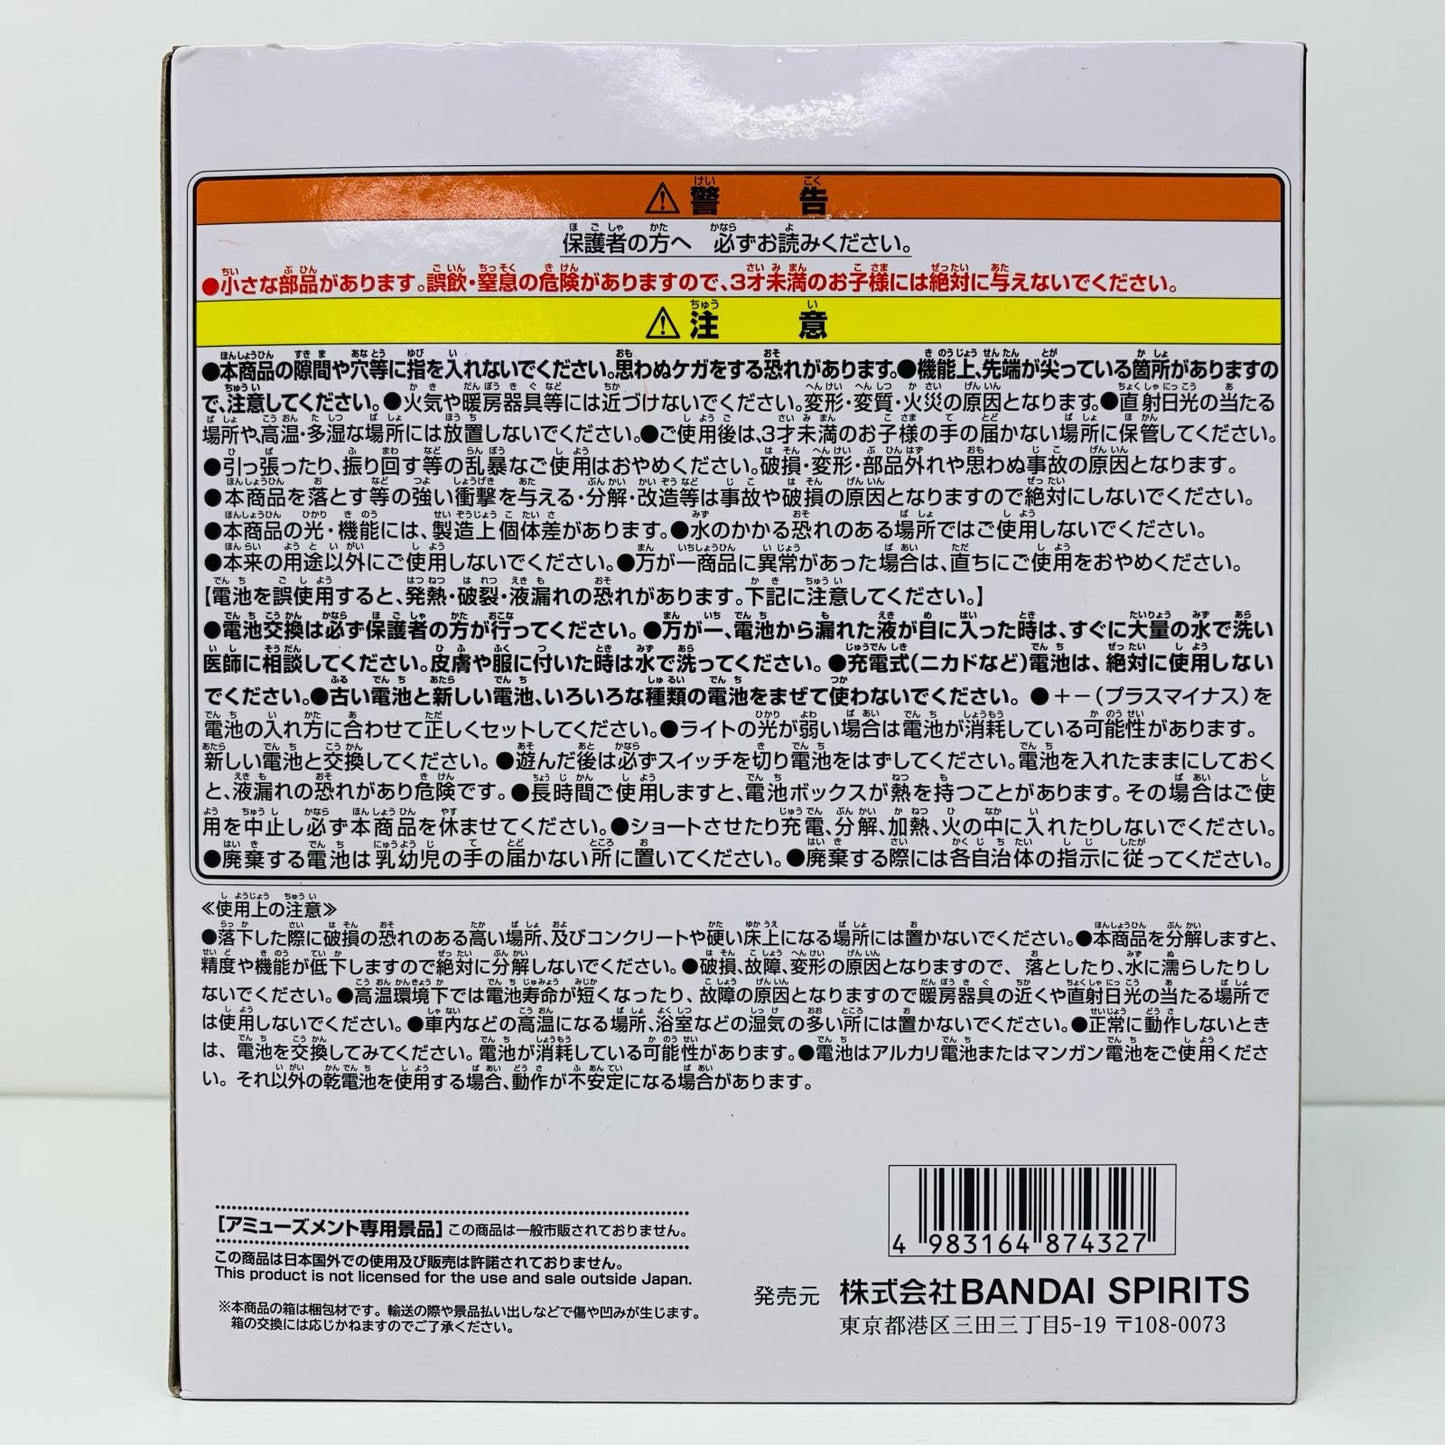 ⚠警告
保護者の方へ 必ずお読みください。
●小さな部品があります。誤飲・窒息の危険がありますので、3才未満のお子様には絶対に与えないでください。
⚠注意
●本商品の隙間や穴等に指を入れないでください。思わぬケガをする恐れがあります。●機能上、先端が尖っている箇所がありますの
で、注意してください。●火気や暖房器具等には近づけないでください。変形・変質・火災の原因となります。●直射日光の当たる
場所や、高温・多湿な場所には放置しないでください。●ご使用後は、3才未満のお子様の手の届かない場所に保管してください。
●引っ張ったり、振り回す等の乱暴なご使用はおやめください。破損・変形・部品外れや思わぬ事故の原因となります。
●本商品を落とす等の強い衝撃を与える・分解・改造等は事故や破損の原因となりますので絶対にしないでください。
●本商品の光・機能には、製造上個体差があります。●水のかかる恐れのある場所ではご使用しないでください。
●本来の用途以外にご使用しないでください。●万が一商品に異常があった場合は、直ちにご使用をおやめください。
【電池を誤使用すると、発熱・破裂・液漏れの恐れがあります。下記に注意してください。】
●電池交換は必ず保護者の方が行ってください。●万が一、電池から漏れた液が目に入った時は、すぐに大量の水で洗い
医師に相談してください。皮膚や服に付いた時は水で洗ってください。●充電式（ニカドなど）電池は、絶対に使用しない
でください。●古い電池と新しい電池、いろいろな種類の電池をまぜて使わないでください。●＋－（プラスマイナス）を
電池の入れ方に合わせて正しくセットしてください。●ライトの光が弱い場合は電池が消耗している可能性があります。
新しい電池と交換してください。●遊んだ後は必ずスイッチを切り電池をはずしてください。電池を入れたままにしておく
と、液漏れの恐れがあり危険です。●長時間ご使用しますと、電池ボックスが熱を持つことがあります。その場合はご使
用を中止し必ず本商品を休ませてください。●ショートさせたり充電、分解、加熱、火の中に入れたりしないでください。
●廃棄する電池は乳幼児の手の届かない所に置いてください。●廃棄する際には各自治体の指示に従ってください。
≪使用上の注意≫
●落下した際に破損の恐れのある高い場所、及びコンクリートや硬い床上になる場所には置かないでください。●本商品を分解しますと、
精度や機能が低下しますので絶対に分解しないでください。●破損、故障、変形の原因となりますので、落としたり、水に濡らしたりし
ないでください。●高温環境下では電池寿命が短くなったり、故障の原因となりますので暖房器具の近くや直射日光の当たる場所で
は使用しないでください。●車内などの高温になる場所、浴室などの湿気の多い所には置かないでください。●正常に動作しないとき
は、電池を交換してみてください。電池が消耗している可能性があります。●電池はアルカリ電池またはマンガン電池をご使用くださ
い。それ以外の乾電池を使用する場合、動作が不安定になる場合があります。
【アミューズメント専用景品】この商品は一般市販されておりません。
この商品は日本国外での使用及び販売は許諾されておりません。
This product is not licensed for the use and sale outside Japan.
※本商品の箱は梱包材です。輸送の際や景品払い出しなどで傷や凹みが生じます。
箱の交換には応じかねますのでご了承ください。
4 983164 874327
発売元 株式会社BANDAI SPIRITS
東京都港区三田三丁目5-19 〒108-0073